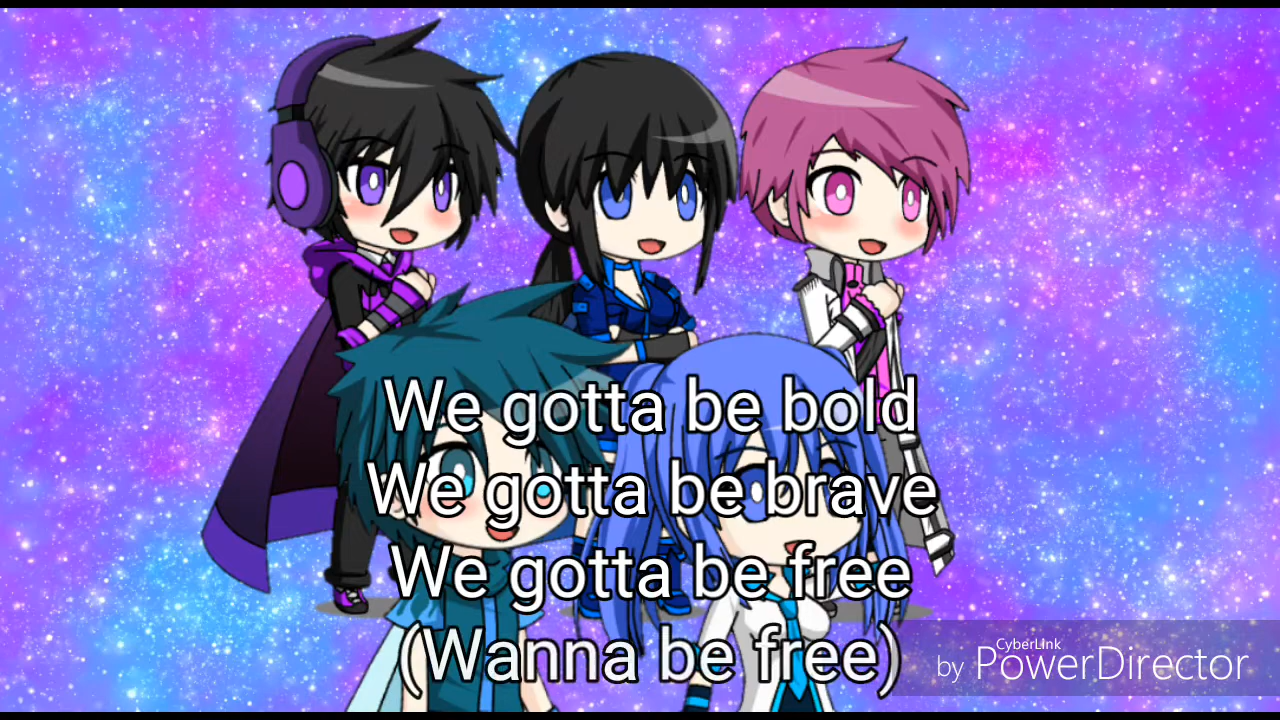 We gotta be bold
We gotta be brave
We gotta be free
(Wanna be free)
CyberLink
by PowerDirector